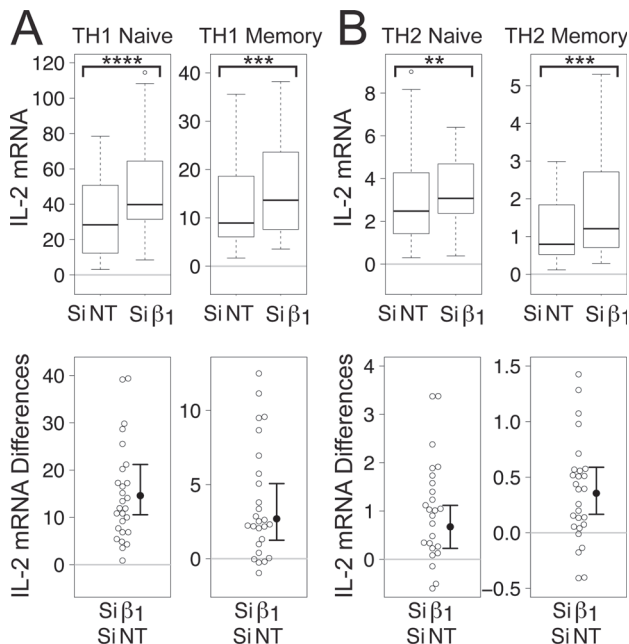 A
TH1 Naive
TH1 Memory
B
TH2 Naive
TH2 Memory
IL-2 mRNA
120
100
80
60
40
20
0
****
SiNT
Siβ1
40
30
20
10
0
***
SiNT
Siβ1
IL-2 mRNA
8
6
4
2
0
**
SiNT
Siβ1
5
4
3
2
1
0
***
SiNT
Siβ1
IL-2 mRNA Differences
40
30
20
10
0
Siβ1
SiNT
10
5
0
Siβ1
SiNT
IL-2 mRNA Differences
4
3
2
1
0
Siβ1
SiNT
1.5
1.0
0.5
0.0
−0.5
Siβ1
SiNT